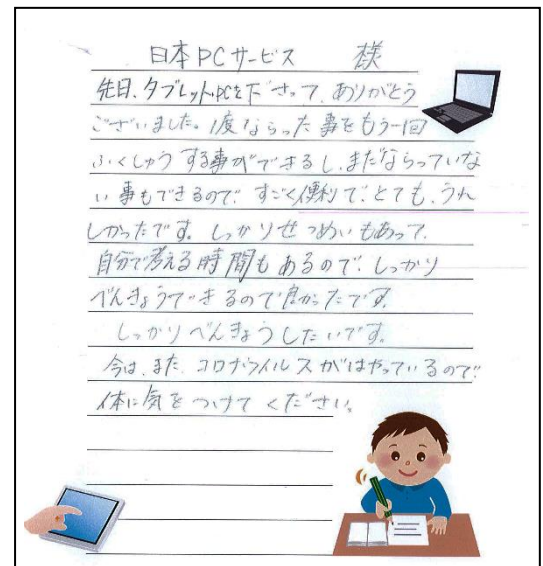 日本PCサービス 様
先日、タブレットPCを下さって、ありがとう
ございました。1度ならった事をもう一回
ふくしゅうする事ができるし、まだならっていな
い事もできるので、すごく便利で、とても、うれ
しかったです。しっかりせつめいもあって、
自分で考える時間もあるので、しっかり
べんきょうできるので良かったです。
しっかりべんきょうしたいです。
今は、また、コロナウイルスがはやっているので
体に気をつけてください。